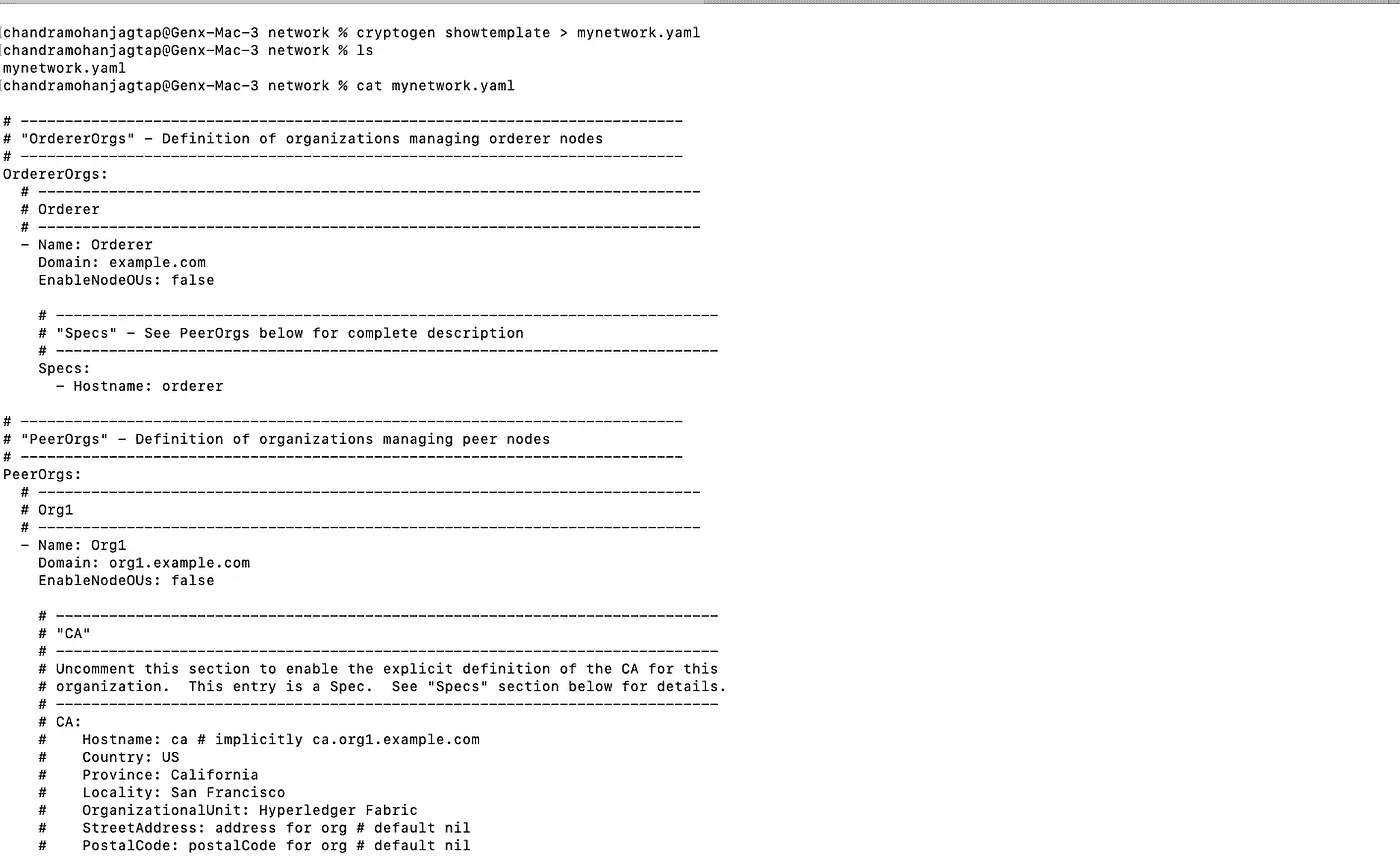 [chandramohanjagtap@Genx-Mac-3 network % cryptogen showtemplate > mynetwork.yaml
[chandramohanjagtap@Genx-Mac-3 network % ls
mynetwork.yaml
[chandramohanjagtap@Genx-Mac-3 network % cat mynetwork.yaml
# ---------------------------------------------------------------------------
# "OrdererOrgs" - Definition of organizations managing orderer nodes
# ---------------------------------------------------------------------------
OrdererOrgs:
  # ---------------------------------------------------------------------------
  # Orderer
  # ---------------------------------------------------------------------------
  - Name: Orderer
    Domain: example.com
    EnableNodeOUs: false
    # ---------------------------------------------------------------------------
    # "Specs" - See PeerOrgs below for complete description
    # ---------------------------------------------------------------------------
    Specs:
      - Hostname: orderer
# ---------------------------------------------------------------------------
# "PeerOrgs" - Definition of organizations managing peer nodes
# ---------------------------------------------------------------------------
PeerOrgs:
  # ---------------------------------------------------------------------------
  # Org1
  # ---------------------------------------------------------------------------
  - Name: Org1
    Domain: org1.example.com
    EnableNodeOUs: false
    # ---------------------------------------------------------------------------
    # "CA"
    # ---------------------------------------------------------------------------
    # Uncomment this section to enable the explicit definition of the CA for this
    # organization.  This entry is a Spec.  See "Specs" section below for details.
    # ---------------------------------------------------------------------------
    # CA:
    #    Hostname: ca # implicitly ca.org1.example.com
    #    Country: US
    #    Province: California
    #    Locality: San Francisco
    #    OrganizationalUnit: Hyperledger Fabric
    #    StreetAddress: address for org # default nil
    #    PostalCode: postalCode for org # default nil